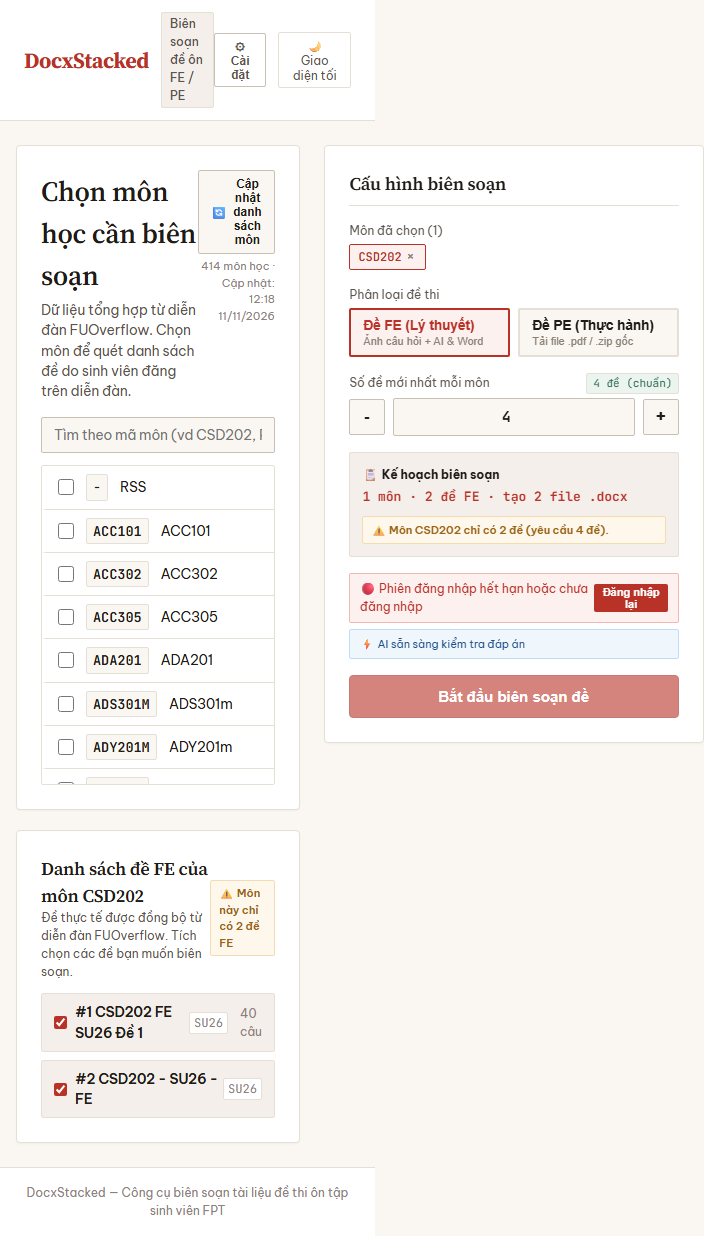 DocxStacked
Biên
soạn
đề ôn
FE /
PE
⚙
Cài
đặt
🌙
Giao
diện tối
Chọn môn
học cần biên
soạn
Dữ liệu tổng hợp từ diễn
đàn FUOverflow. Chọn
môn để quét danh sách
đề do sinh viên đăng
trên diễn đàn.
🔄 Cập
nhật
danh
sách
môn
414 môn học ·
Cập nhật:
12:18
11/11/2026
Tìm theo mã môn (vd CSD202, I
- RSS
ACC101 ACC101
ACC302 ACC302
ACC305 ACC305
ADA201 ADA201
ADS301M ADS301m
ADY201M ADY201m
Danh sách đề FE của
môn CSD202
Đề thực tế được đồng bộ từ
diễn đàn FUOverflow. Tích
chọn các đề bạn muốn biên
soạn.
⚠️ Môn
này chỉ
có 2 đề
FE
#1 CSD202 FE
SU26 Đề 1
SU26
40
câu
#2 CSD202 - SU26 -
FE
SU26
Cấu hình biên soạn
Môn đã chọn (1)
CSD202 ×
Phân loại đề thi
Đề FE (Lý thuyết)
Ảnh câu hỏi + AI & Word
Đề PE (Thực hành)
Tải file .pdf / .zip gốc
Số đề mới nhất mỗi môn
4 đề (chuẩn)
- 4 +
📋 Kế hoạch biên soạn
1 môn · 2 đề FE · tạo 2 file .docx
⚠️ Môn CSD202 chỉ có 2 đề (yêu cầu 4 đề).
🔴 Phiên đăng nhập hết hạn hoặc chưa
đăng nhập
Đăng nhập
lại
⚡ AI sẵn sàng kiểm tra đáp án
Bắt đầu biên soạn đề
DocxStacked — Công cụ biên soạn tài liệu đề thi ôn tập
sinh viên FPT